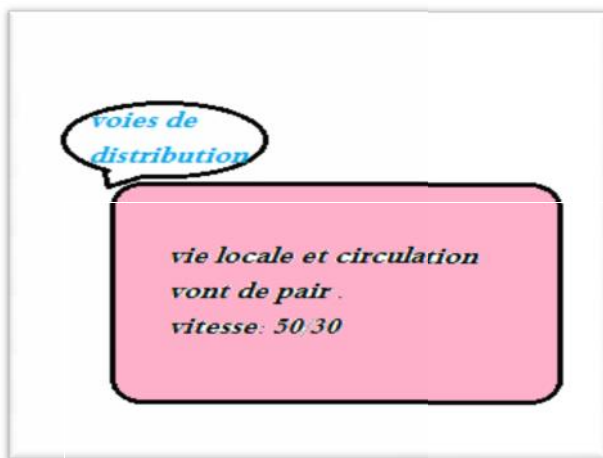 voies de
distribution
vie locale et circulation
vont de pair .
vitesse: 50/30